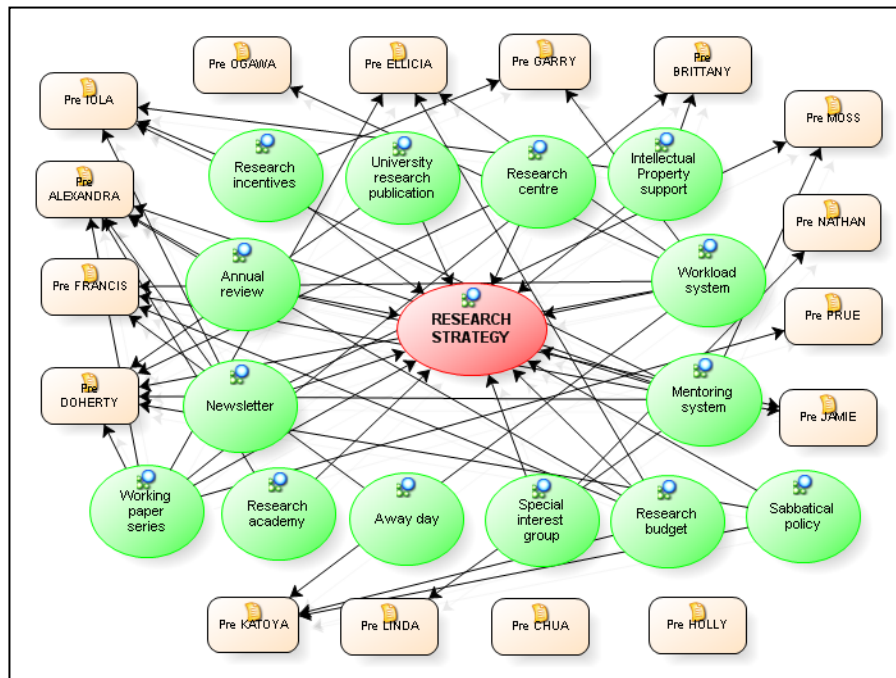 Pre OGAWA
Pre ELLICIA
Pre GARRY
Pre
BRITTANY
Pre IOLA
Pre MOSS
Research
incentives
University
research
publication
Research
centre
Intellectual
Property
support
Pre
ALEXANDRA
Pre NATHAN
Annual
review
Workload
system
Pre FRANCIS
RESEARCH
STRATEGY
Pre PRUE
Pre
DOHERTY
Newsletter
Mentoring
system
Pre JAMIE
Working
paper
series
Research
academy
Away day
Special
interest
group
Research
budget
Sabbatical
policy
Pre KATOYA
Pre LINDA
Pre CHUA
Pre HOLLY